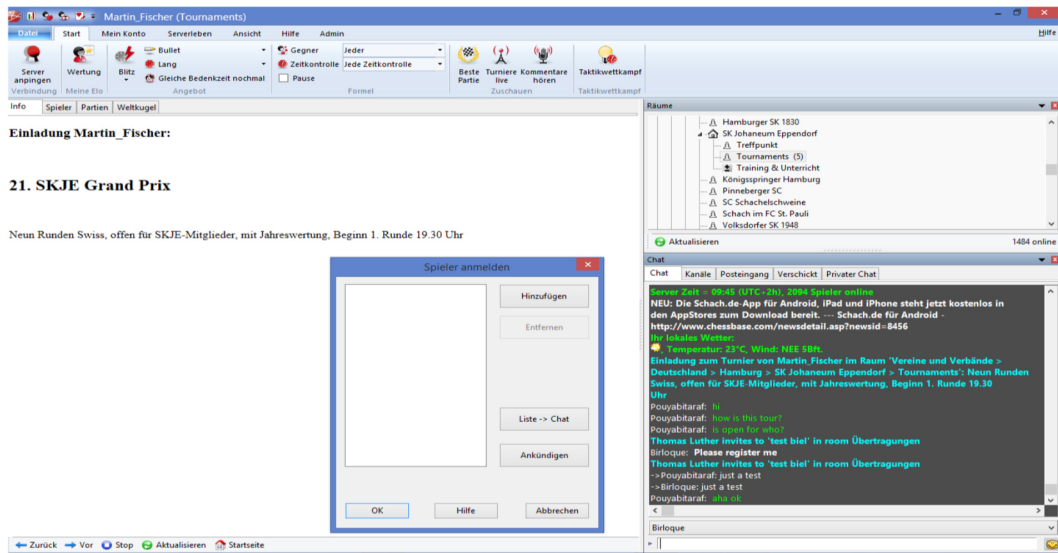 Martin_Fischer (Tournaments)
Datei Start Mein Konto Serverleben Ansicht Hilfe Admin Hilfe
Server anpingen
Wertung
Blitz
Bullet
Lang
Gleiche Bedenkzeit nochmal
Gegner Jeder
Zeitkontrolle Jede Zeitkontrolle
Pause
Beste Partie
Turniere live
Kommentare hören
Taktikwettkampf
Verbindung Meine Elo Angebot Formel Zuschauen Taktikwettkampf
Info Spieler Partien Weltkugel
Einladung Martin_Fischer:
21. SKJE Grand Prix
Neun Runden Swiss, offen für SKJE-Mitglieder, mit Jahreswertung, Beginn 1. Runde 19.30 Uhr
Spieler anmelden
Hinzufügen
Entfernen
Liste -> Chat
Ankündigen
OK Hilfe Abbrechen
Zurück Vor Stop Aktualisieren Startseite
Räume
Hamburger SK 1830
SK Johaneum Eppendorf
Treffpunkt
Tournaments (5)
Training & Unterricht
Königsspringer Hamburg
Pinneberger SC
SC Schachelschweine
Schach im FC St. Pauli
Volksdorfer SK 1948
Aktualisieren 1484 online
Chat
Chat Kanäle Posteingang Verschickt Privater Chat
Server Zeit = 09:45 (UTC+2h), 2094 Spieler online
NEU: Die Schach.de-App für Android, iPad und iPhone steht jetzt kostenlos in
den AppStores zum Download bereit. --- Schach.de für Android -
http://www.chessbase.com/newsdetail.asp?newsid=8456
Ihr lokales Wetter:
, Temperatur: 23°C, Wind: NEE 5Bft.
Einladung zum Turnier von Martin_Fischer im Raum 'Vereine und Verbände >
Deutschland > Hamburg > SK Johaneum Eppendorf > Tournaments': Neun Runden
Swiss, offen für SKJE-Mitglieder, mit Jahreswertung, Beginn 1. Runde 19.30
Uhr
Pouyabitaraf: hi
Pouyabitaraf: how is this tour?
Pouyabitaraf: is open for who?
Thomas Luther invites to 'test biel' in room Übertragungen
Birloque: Please register me
Thomas Luther invites to 'test biel' in room Übertragungen
->Pouyabitaraf: just a test
->Birloque: just a test
Pouyabitaraf: aha ok
Birloque